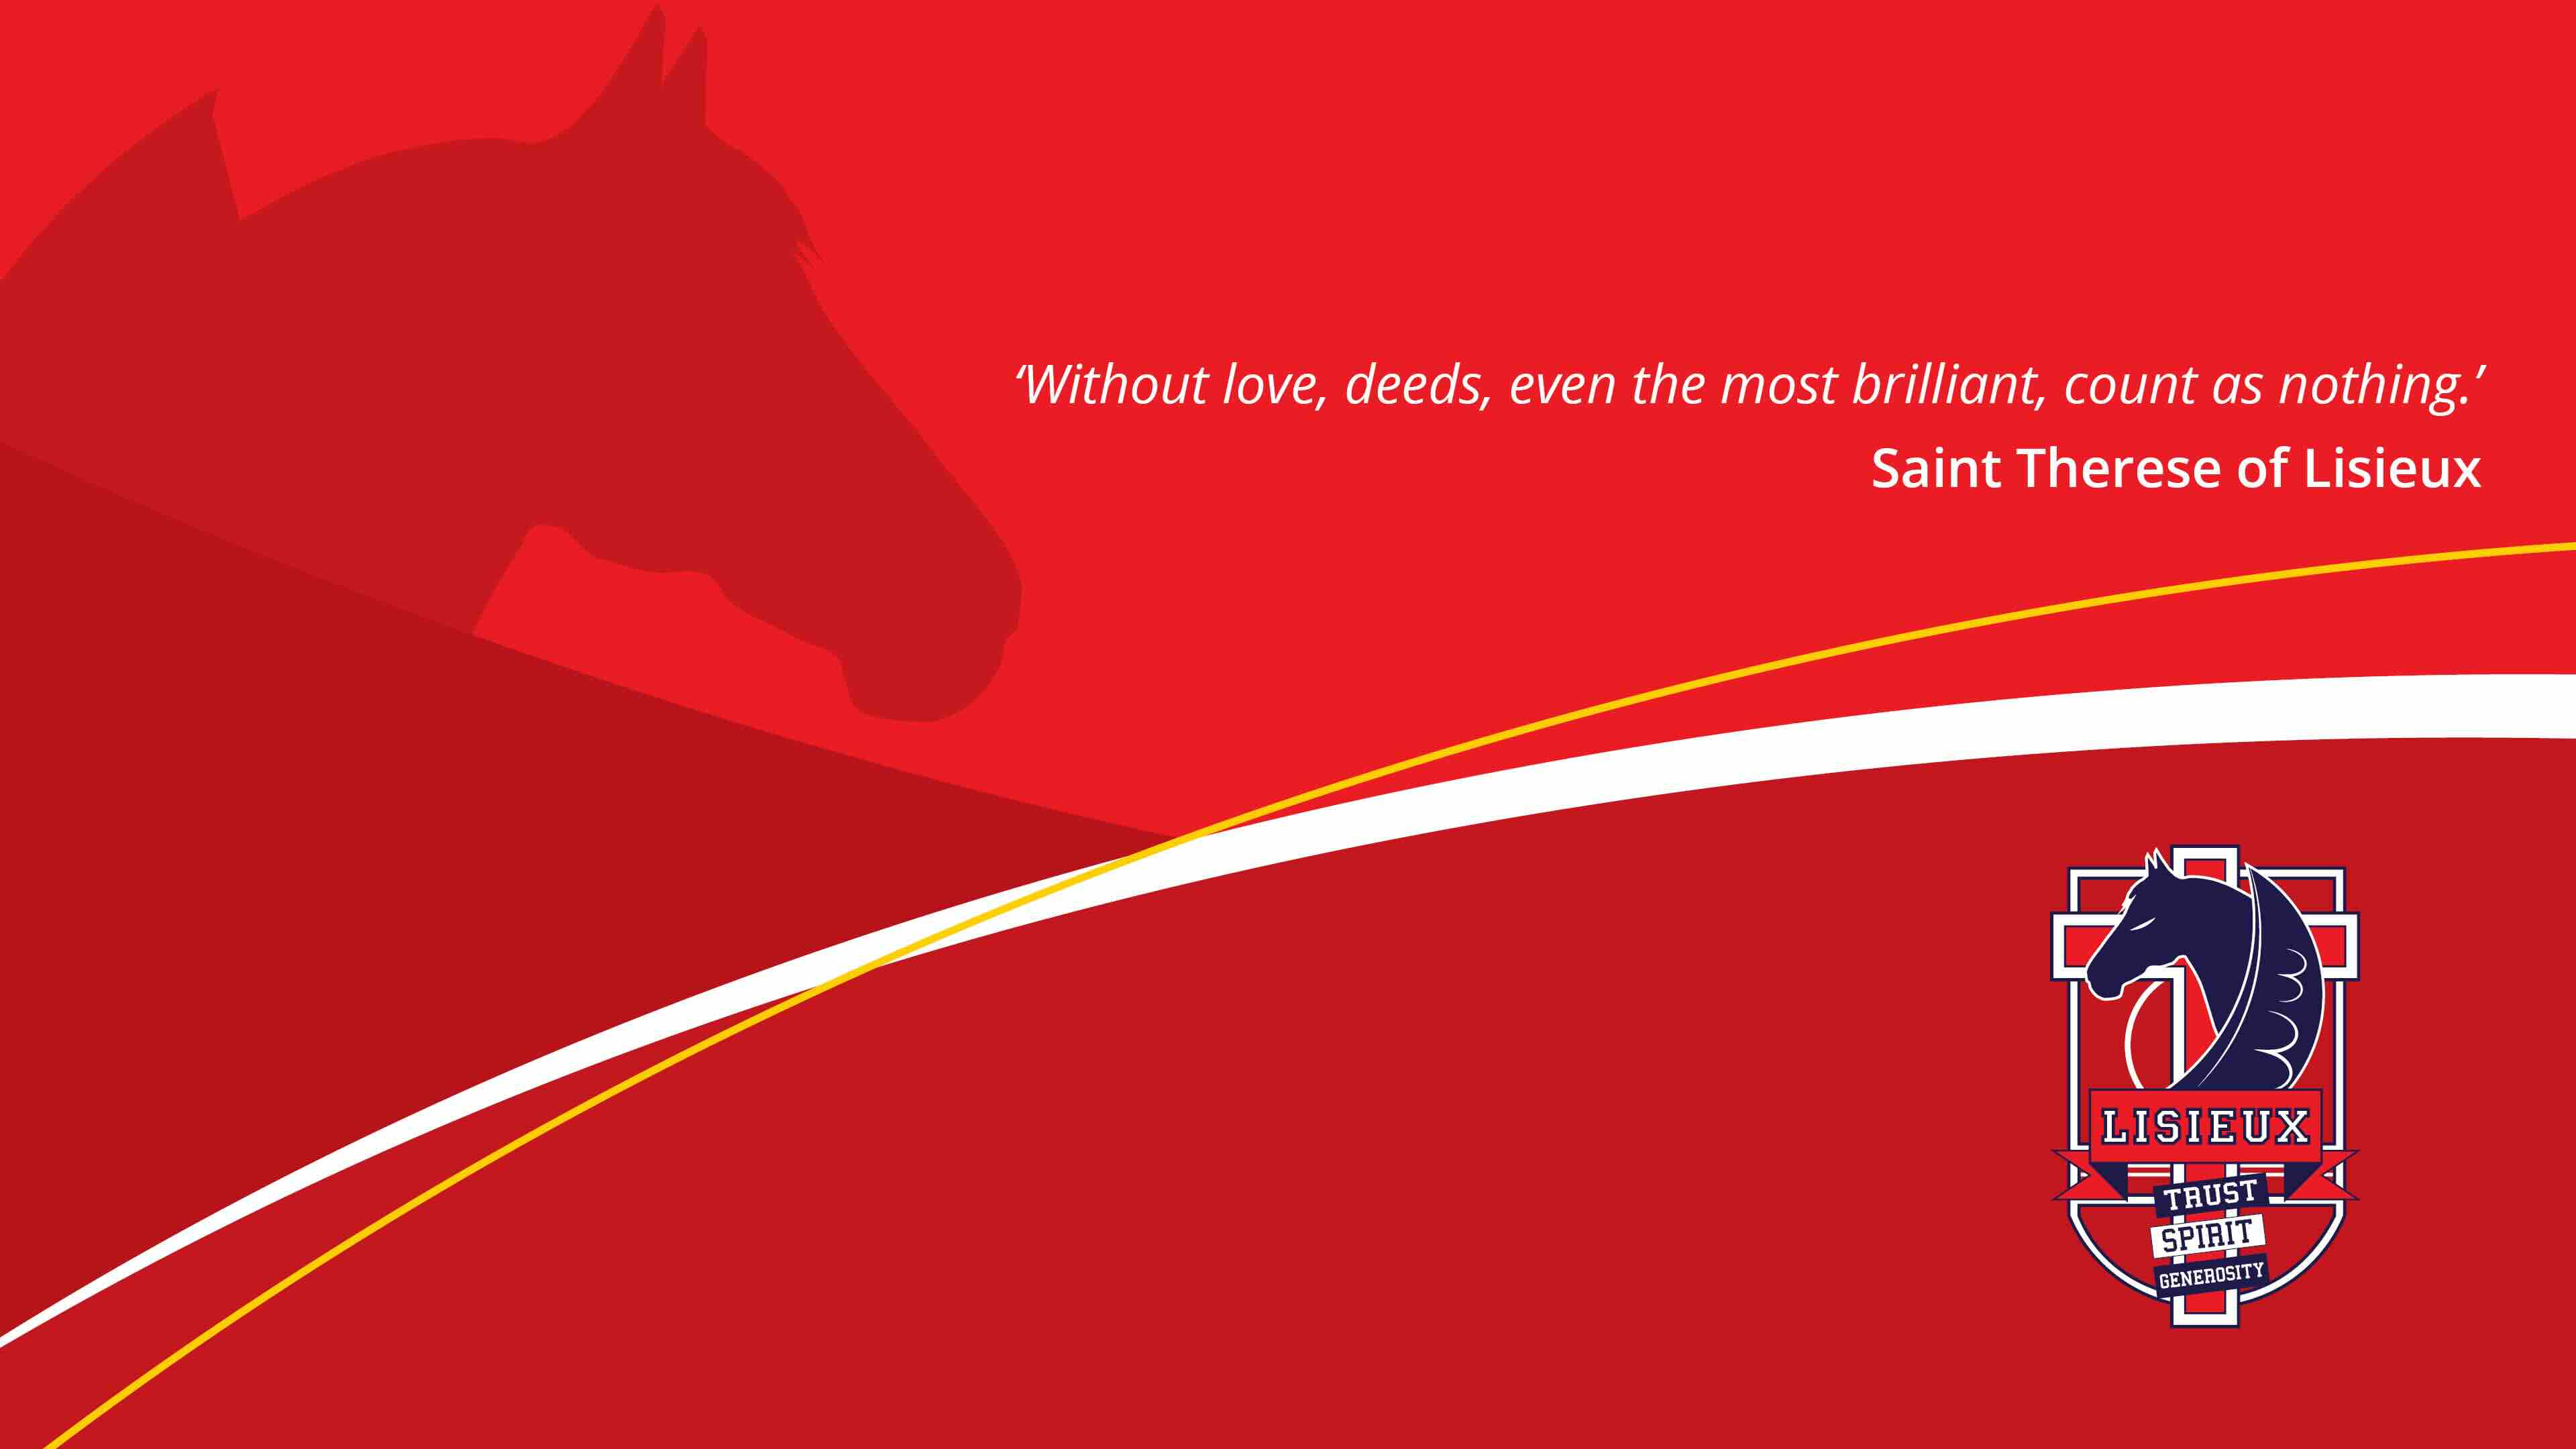 ‘Without love, deeds, even the most brilliant, count as nothing.’
Saint Therese of Lisieux
LISIEUX
TRUST
SPIRIT
GENEROSITY